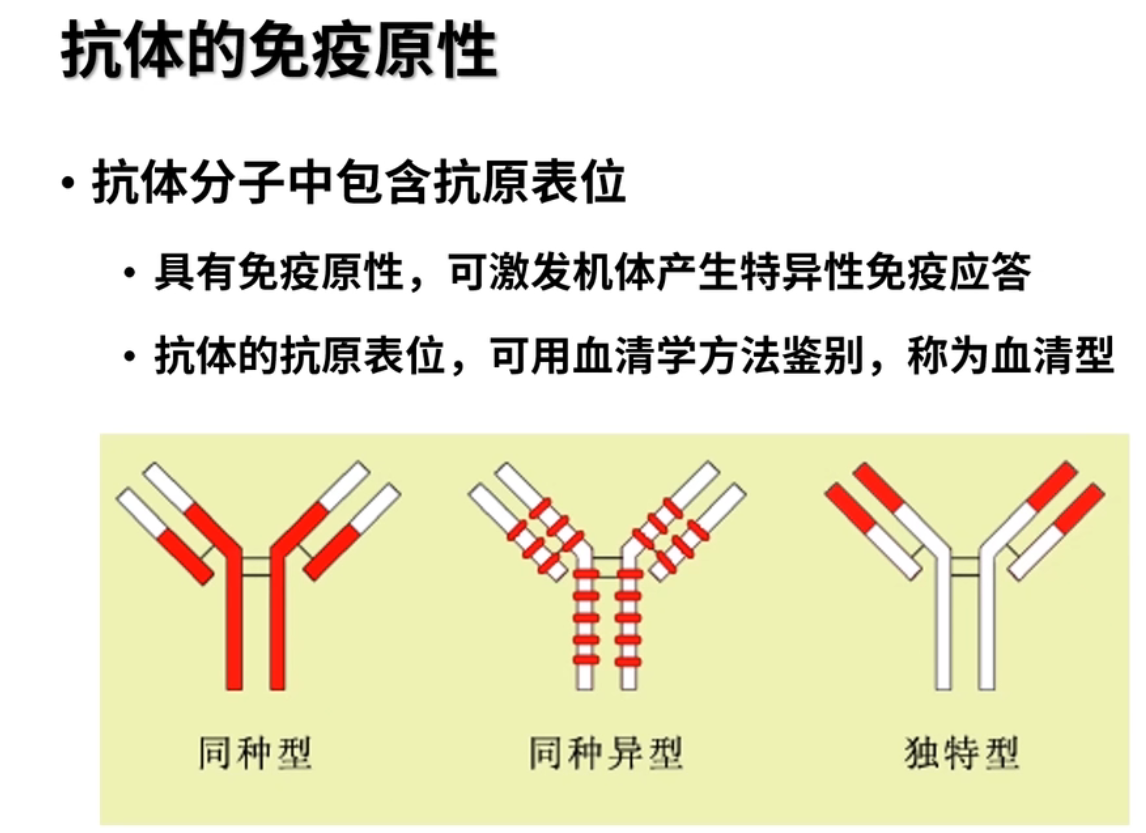 抗体的免疫原性
• 抗体分子中包含抗原表位
• 具有免疫原性，可激发机体产生特异性免疫应答
• 抗体的抗原表位，可用血清学方法鉴别，称为血清型
同种型 同种异型 独特型